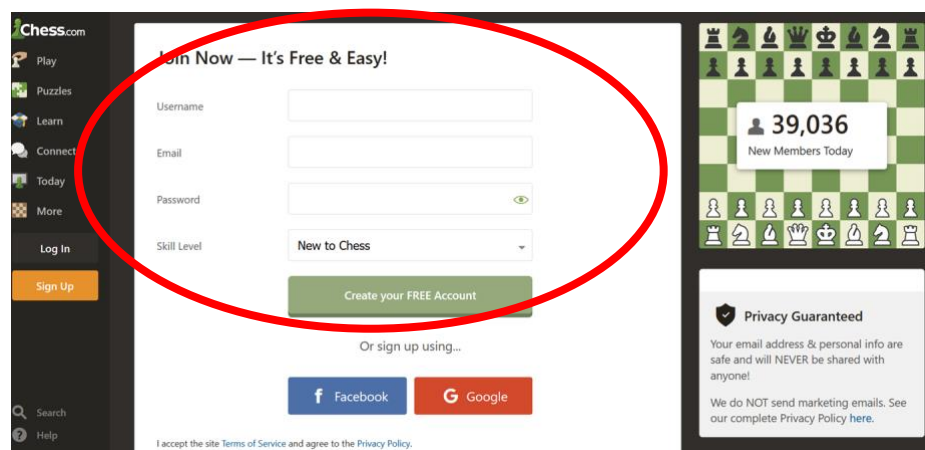 Chess.com
Play
Puzzles
Learn
Connect
Today
More
Log In
Sign Up
Search
Help
Join Now — It's Free & Easy!
Username
Email
Password
Skill Level
New to Chess
Create your FREE Account
Or sign up using...
f Facebook
G Google
I accept the site Terms of Service and agree to the Privacy Policy.
39,036
New Members Today
Privacy Guaranteed
Your email address & personal info are
safe and will NEVER be shared with
anyone!
We do NOT send marketing emails. See
our complete Privacy Policy here.